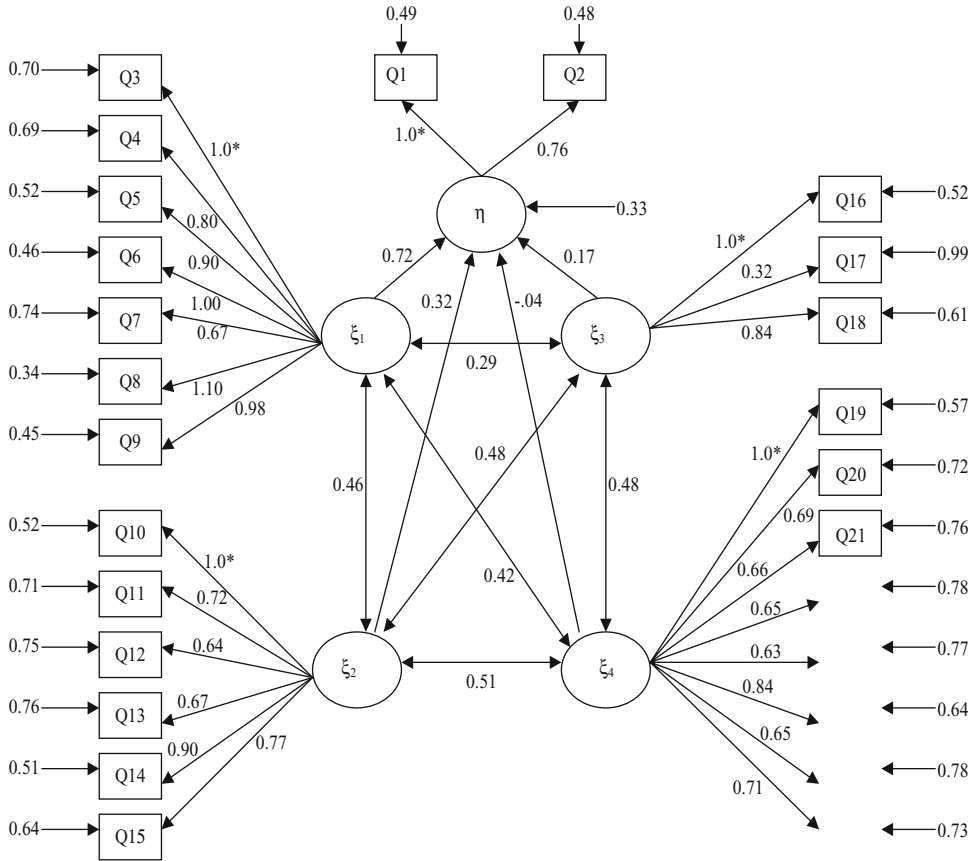 0.49
0.48
0.70
Q3
Q1
Q2
0.69
Q4
1.0*
1.0*
0.76
0.52
Q5
0.80
η
0.33
Q16
0.52
0.46
Q6
0.90
0.72
0.17
1.0*
Q17
0.99
0.32
0.74
Q7
1.00
0.67
ξ1
0.32
-.04
ξ3
0.84
Q18
0.61
0.34
Q8
1.10
0.29
0.45
Q9
0.98
Q19
0.57
0.46
0.48
0.48
1.0*
Q20
0.72
0.52
Q10
1.0*
0.69
Q21
0.76
0.71
Q11
0.72
0.42
0.66
0.78
0.65
0.75
Q12
0.64
ξ2
0.51
ξ4
0.63
0.77
0.76
Q13
0.67
0.84
0.64
0.51
Q14
0.90
0.77
0.65
0.78
0.71
0.64
Q15
0.73